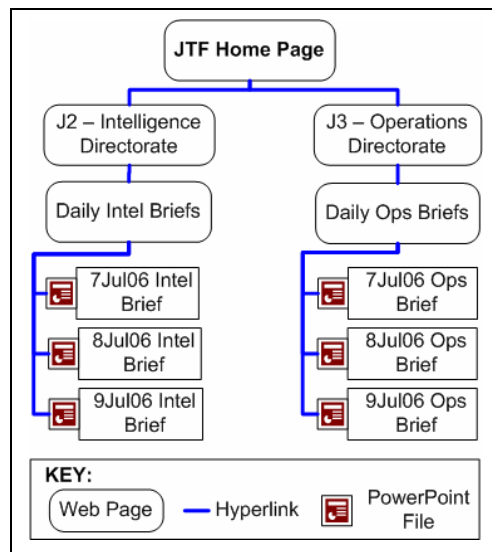 JTF Home Page
J2 – Intelligence
Directorate
J3 – Operations
Directorate
Daily Intel Briefs
Daily Ops Briefs
7Jul06 Intel
Brief
7Jul06 Ops
Brief
8Jul06 Intel
Brief
8Jul06 Ops
Brief
9Jul06 Intel
Brief
9Jul06 Ops
Brief
KEY:
Web Page
Hyperlink
PowerPoint
File